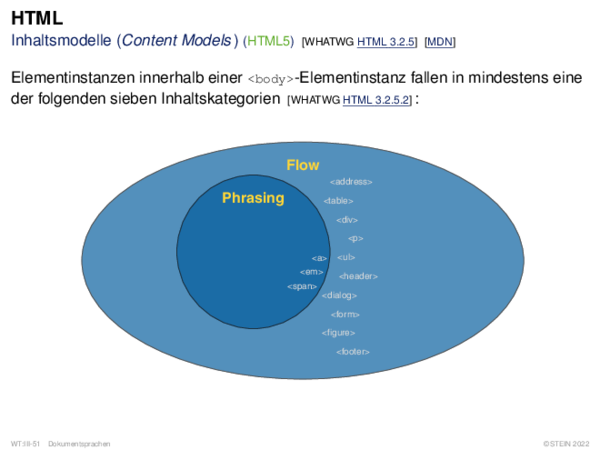 HTML
Inhaltsmodelle (Content Models) (HTML5) [WHATWG HTML 3.2.5] [MDN]
Elementinstanzen innerhalb einer <body>-Elementinstanz fallen in mindestens eine
der folgenden sieben Inhaltskategorien [WHATWG HTML 3.2.5.2] :
Flow
<address>
Phrasing
<table>
<div>
<p>
<a> <ul>
<em> <header>
<span> <dialog>
<form>
<figure>
<footer>
WT:III-51 Dokumentsprachen ©STEIN 2022